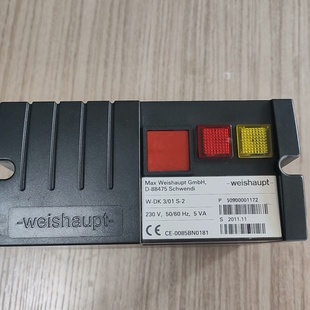 -weishaupt-
Max Weishaupt GmbH,
D-88475 Schwendi
-weishaupt-
W-DK 3/01 S-2
P 50900061172
230 V, 50/60 Hz, 5 VA
S 2011.11
CE-0085BN0181